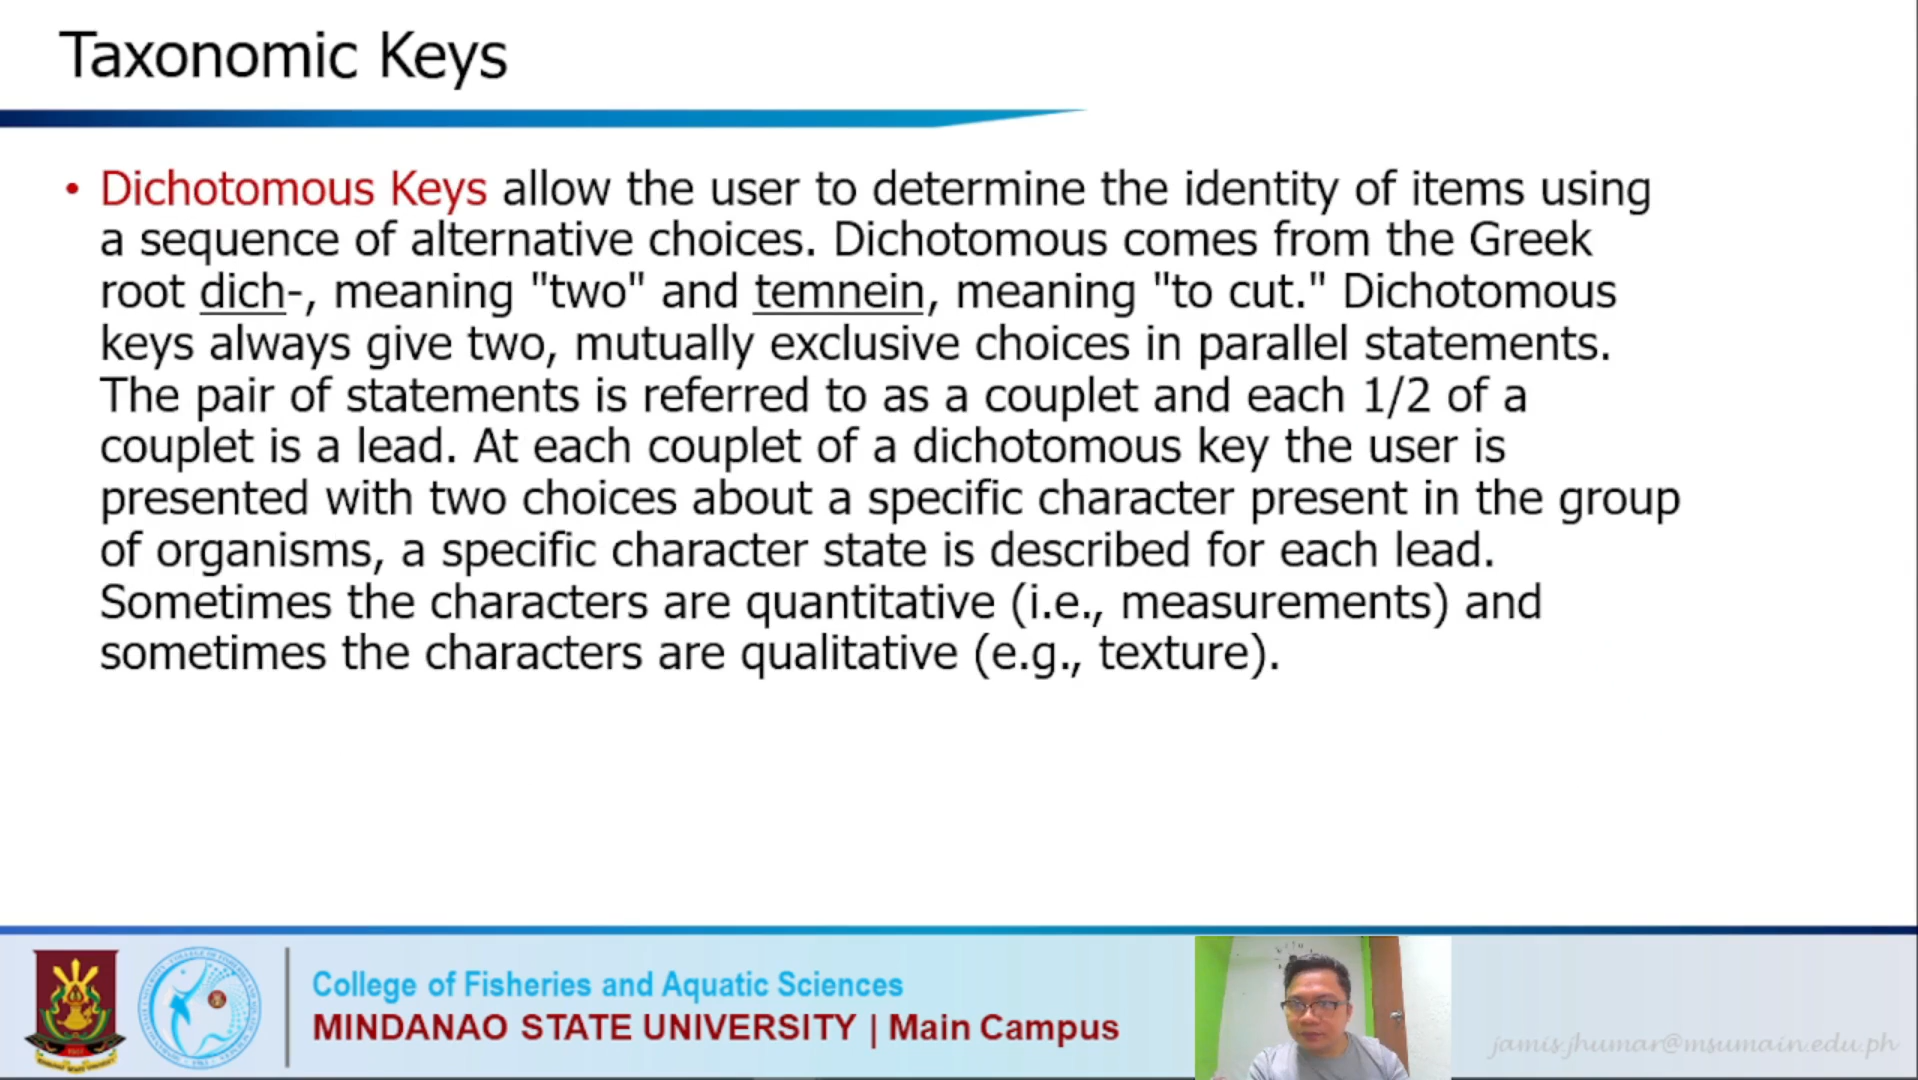 Taxonomic Keys
• Dichotomous Keys allow the user to determine the identity of items using
a sequence of alternative choices. Dichotomous comes from the Greek
root dich-, meaning "two" and temnein, meaning "to cut." Dichotomous
keys always give two, mutually exclusive choices in parallel statements.
The pair of statements is referred to as a couplet and each 1/2 of a
couplet is a lead. At each couplet of a dichotomous key the user is
presented with two choices about a specific character present in the group
of organisms, a specific character state is described for each lead.
Sometimes the characters are quantitative (i.e., measurements) and
sometimes the characters are qualitative (e.g., texture).
College of Fisheries and Aquatic Sciences
MINDANAO STATE UNIVERSITY | Main Campus
jamis.jhumar@msumain.edu.ph